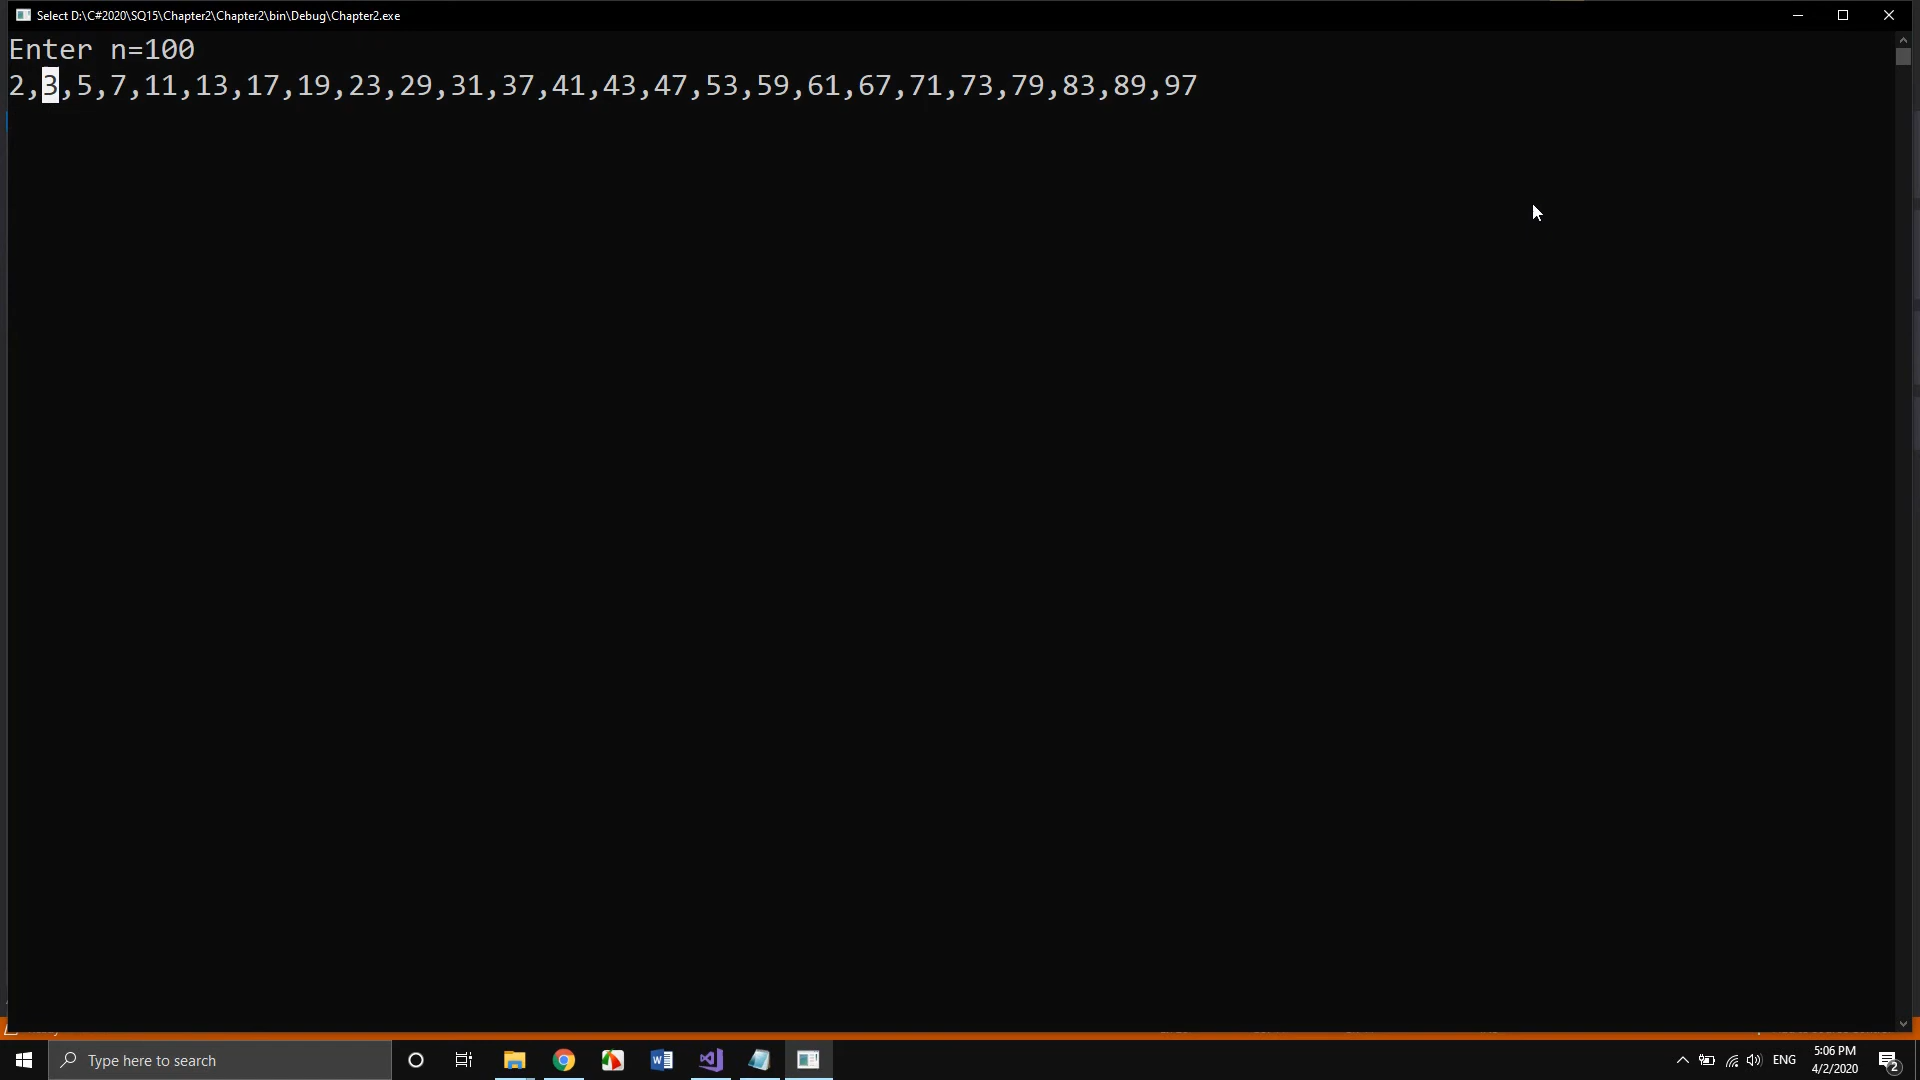 Select D:\C#2020\SQ15\Chapter2\Chapter2\bin\Debug\Chapter2.exe
Enter n=100
2,3,5,7,11,13,17,19,23,29,31,37,41,43,47,53,59,61,67,71,73,79,83,89,97
Type here to search
ENG
5:06 PM
4/2/2020
2